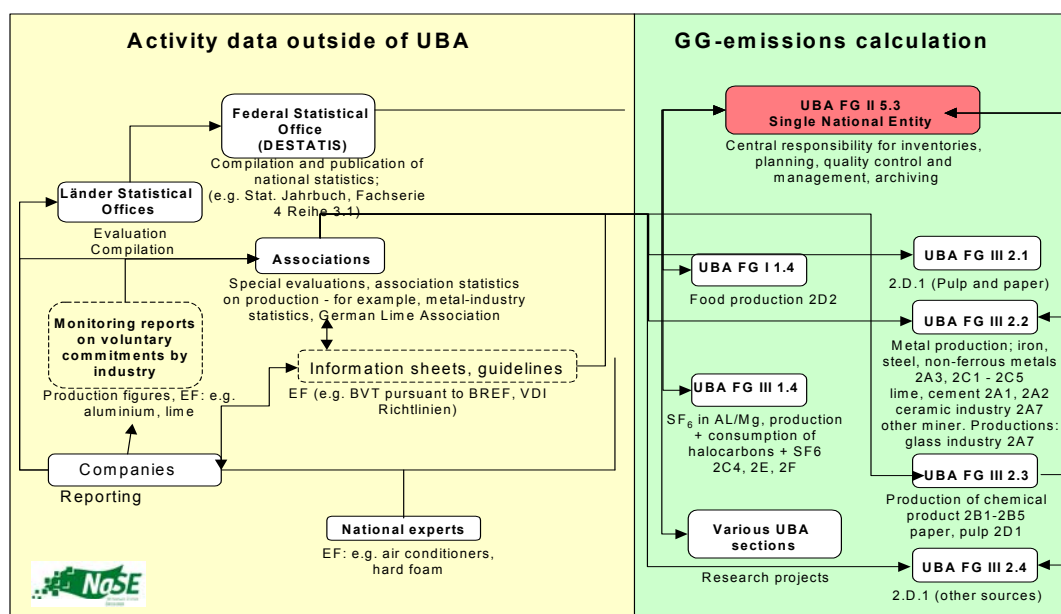 Activity data outside of UBA
Federal Statistical
Office
(DESTATIS)
Compilation and publication of
national statistics;
(e.g. Stat. Jahrbuch, Fachserie
4 Reihe 3.1)
Länder Statistical
Offices
Evaluation
Compilation
Associations
Special evaluations, association statistics
on production - for example, metal-industry
statistics, German Lime Association
Monitoring reports
on voluntary
commitments by
industry
Production figures, EF: e.g.
aluminium, lime
Information sheets, guidelines
EF (e.g. BVT pursuant to BREF, VDI
Richtlinien)
Companies
Reporting
National experts
EF: e.g. air conditioners,
hard foam
NaSE
GG-emissions calculation
UBA FG II 5.3
Single National Entity
Central responsibility for inventories,
planning, quality control and
management, archiving
UBA FG I 1.4
Food production 2D2
UBA FG III 1.4
SF6 in AL/Mg, production
+ consumption of
halocarbons + SF6
2C4, 2E, 2F
Various UBA
sections
Research projects
UBA FG III 2.1
2.D.1 (Pulp and paper)
UBA FG III 2.2
Metal production; iron,
steel, non-ferrous metals
2A3, 2C1 - 2C5
lime, cement 2A1, 2A2
ceramic industry 2A7
other miner. Productions:
glass industry 2A7
UBA FG III 2.3
Production of chemical
product 2B1-2B5
paper, pulp 2D1
UBA FG III 2.4
2.D.1 (other sources)